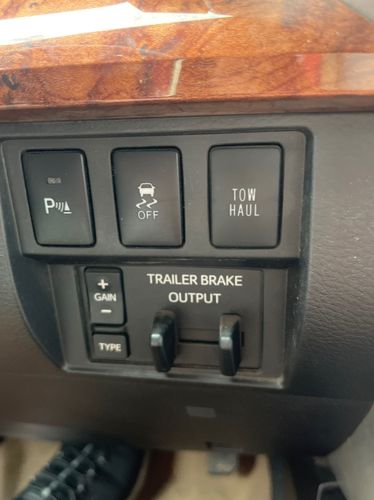 P
OFF
TOW
HAUL
+
GAIN
-
TYPE
TRAILER BRAKE
OUTPUT